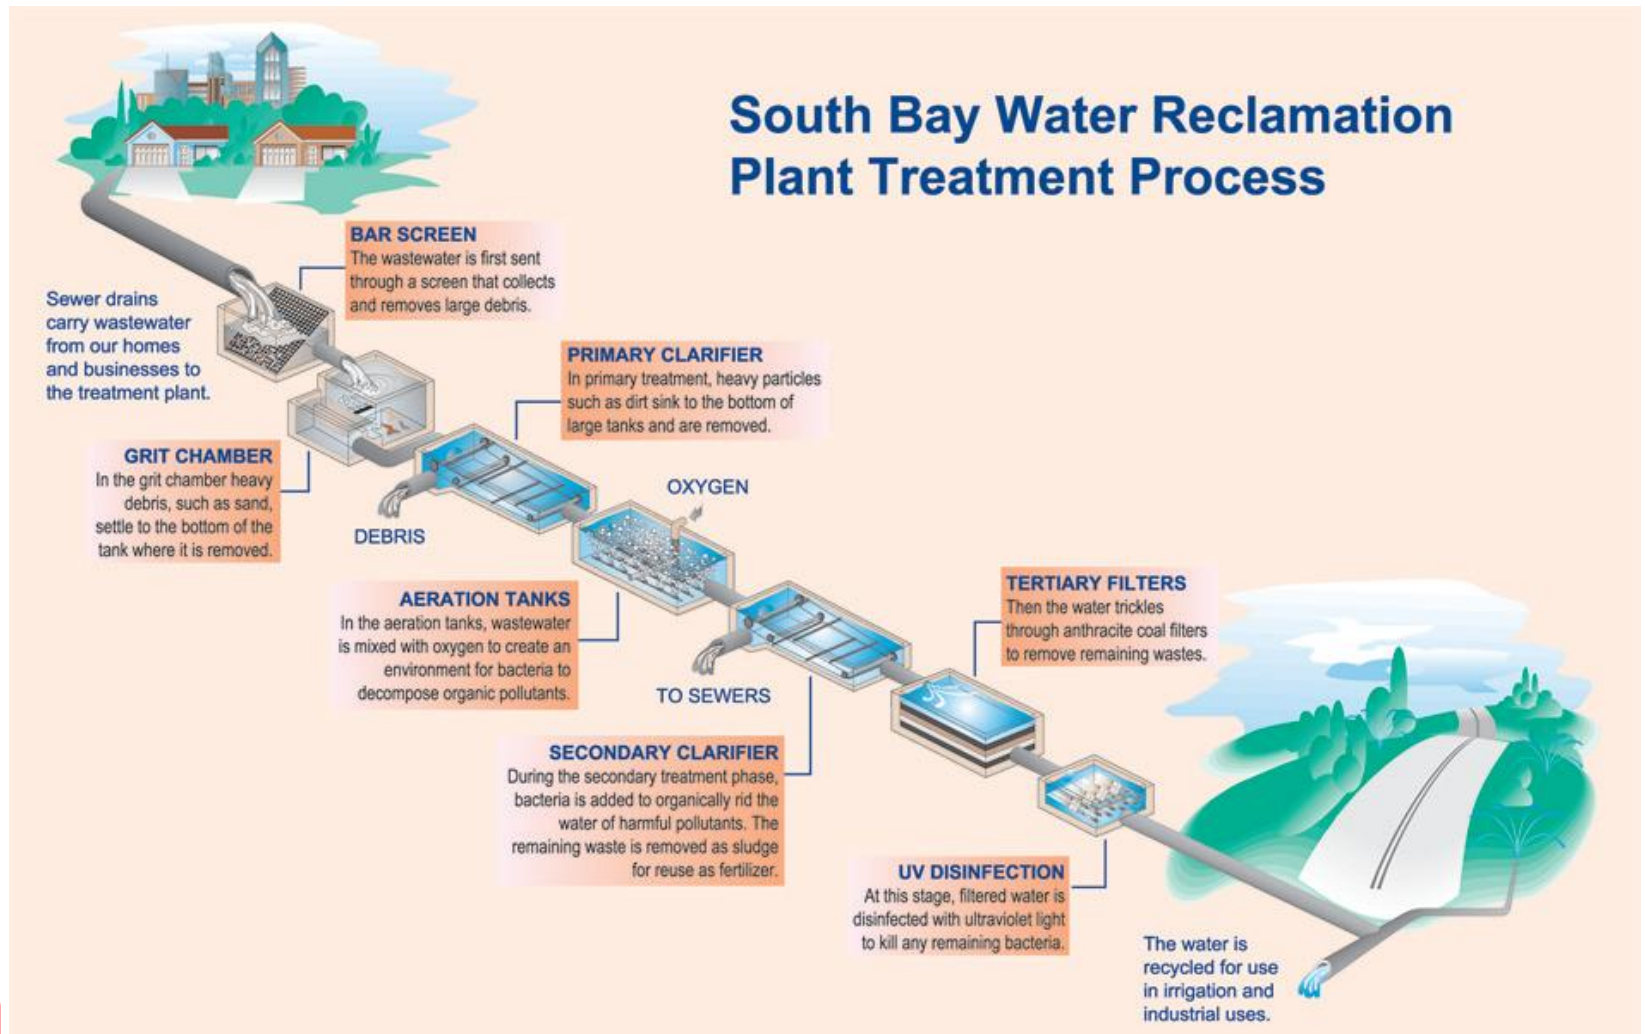 South Bay Water Reclamation
Plant Treatment Process
BAR SCREEN
The wastewater is first sent
through a screen that collects
and removes large debris.
Sewer drains
carry wastewater
from our homes
and businesses to
the treatment plant.
PRIMARY CLARIFIER
In primary treatment, heavy particles
such as dirt sink to the bottom of
large tanks and are removed.
GRIT CHAMBER
In the grit chamber heavy
debris, such as sand,
settle to the bottom of the
tank where it is removed.
DEBRIS
OXYGEN
AERATION TANKS
In the aeration tanks, wastewater
is mixed with oxygen to create an
environment for bacteria to
decompose organic pollutants.
TO SEWERS
TERTIARY FILTERS
Then the water trickles
through anthracite coal filters
to remove remaining wastes.
SECONDARY CLARIFIER
During the secondary treatment phase,
bacteria is added to organically rid the
water of harmful pollutants. The
remaining waste is removed as sludge
for reuse as fertilizer.
UV DISINFECTION
At this stage, filtered water is
disinfected with ultraviolet light
to kill any remaining bacteria.
The water is
recycled for use
in irrigation and
industrial uses.